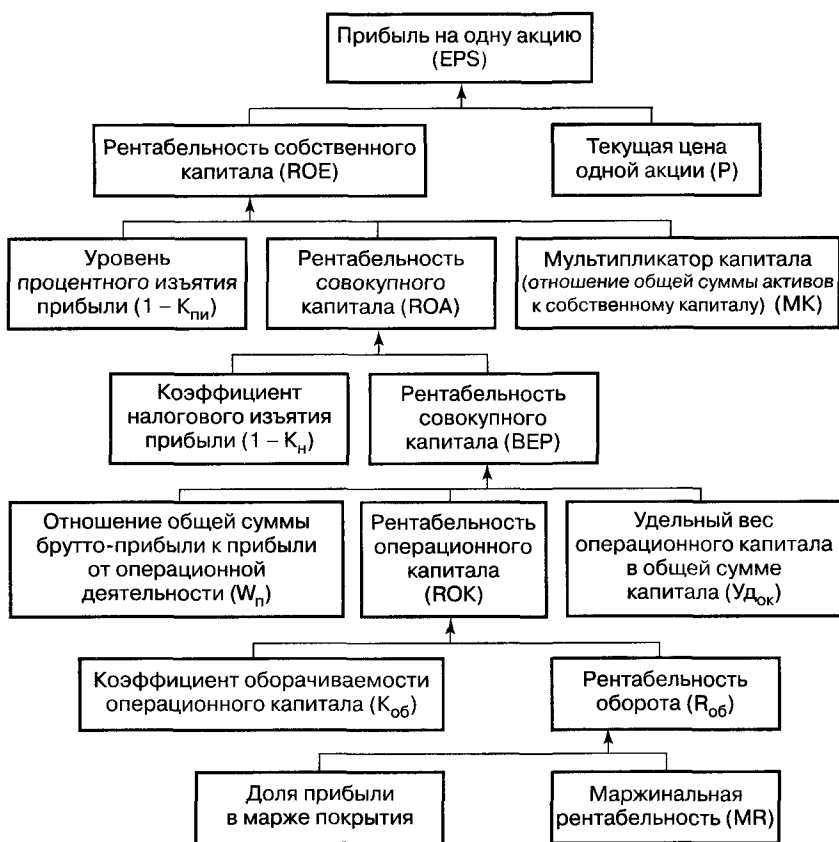 Прибыль на одну акцию
(EPS)
Рентабельность собственного
капитала (ROE)
Текущая цена
одной акции (P)
Уровень
процентного изъятия
прибыли (1 – Kпи)
Рентабельность
совокупного
капитала (ROA)
Мультипликатор капитала
(отношение общей суммы активов
к собственному капиталу) (МК)
Коэффициент
налогового изъятия
прибыли (1 – Kн)
Рентабельность
совокупного
капитала (BEP)
Отношение общей суммы
брутто-прибыли к прибыли
от операционной
деятельности (Wп)
Рентабельность
операционного
капитала
(ROK)
Удельный вес
операционного капитала
в общей сумме
капитала (Удок)
Коэффициент оборачиваемости
операционного капитала (Kоб)
Рентабельность
оборота (Rоб)
Доля прибыли
в марже покрытия
Маржинальная
рентабельность (MR)